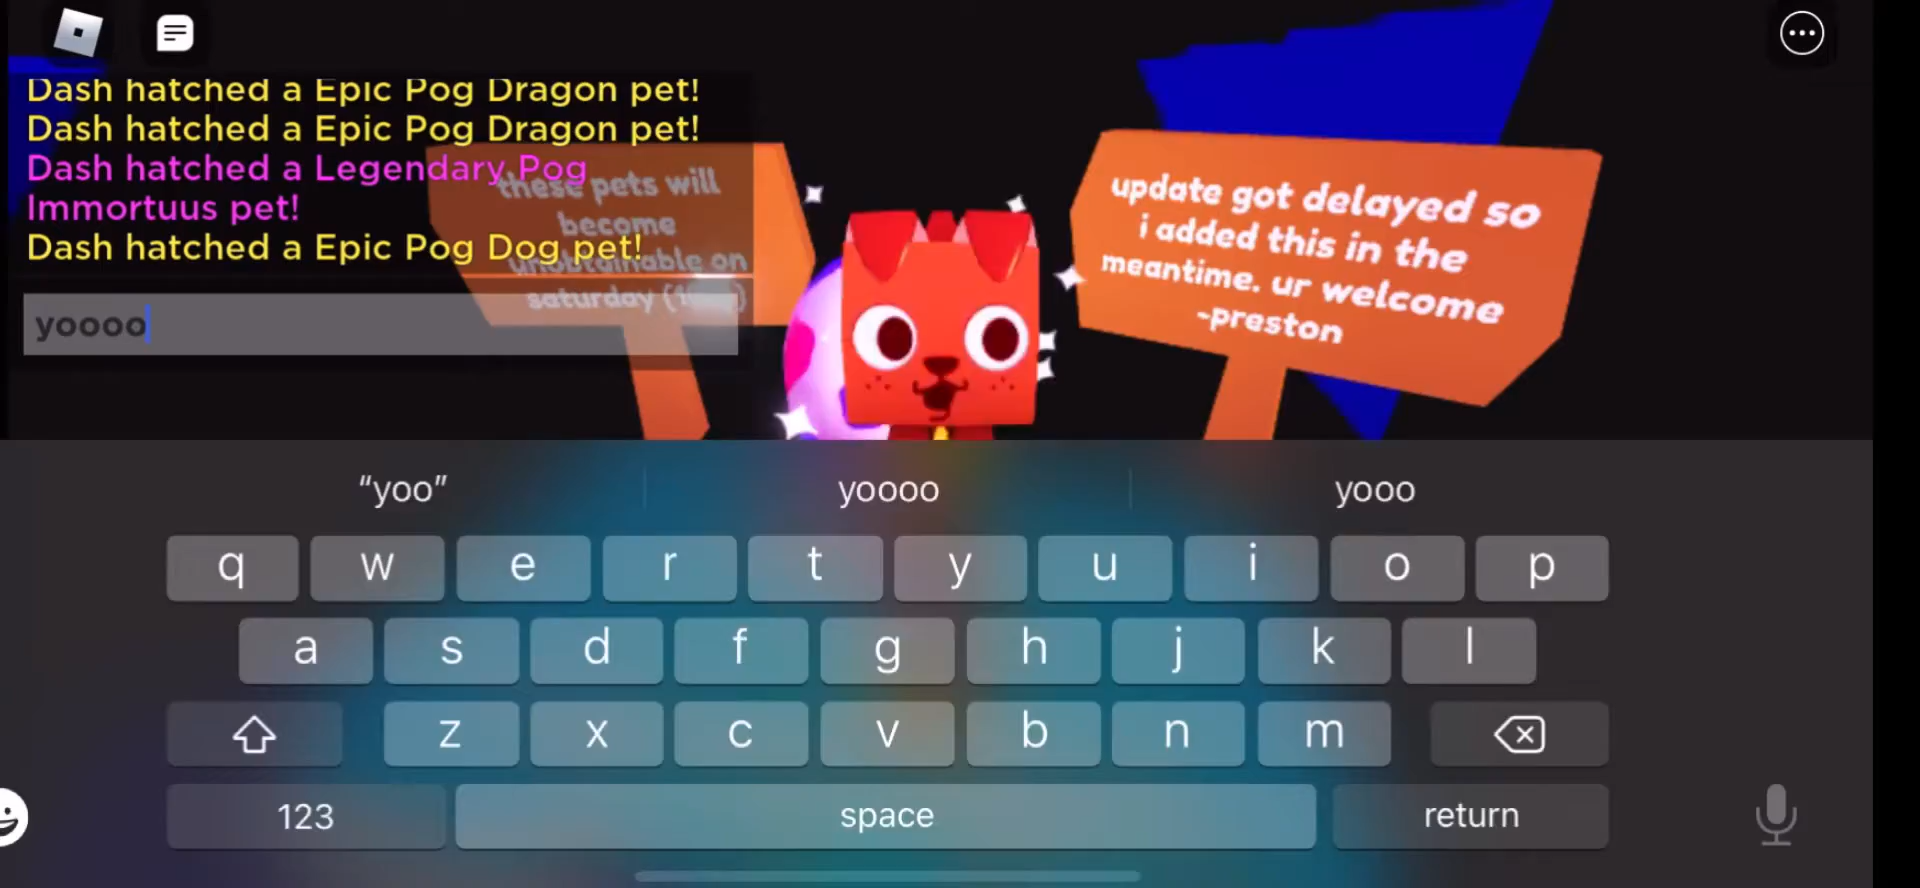 Dash hatched a Epic Pog Dragon pet!
Dash hatched a Epic Pog Dragon pet!
Dash hatched a Legendary Pog
Immortuus pet!
Dash hatched a Epic Pog Dog pet!
yoooo
these pets will
become
unobtainable on
saturday
update got delayed so
i added this in the
meantime. ur welcome
-preston
“yoo”
yoooo
yooo
q w e r t y u i o p
a s d f g h j k l
z x c v b n m
123 space return